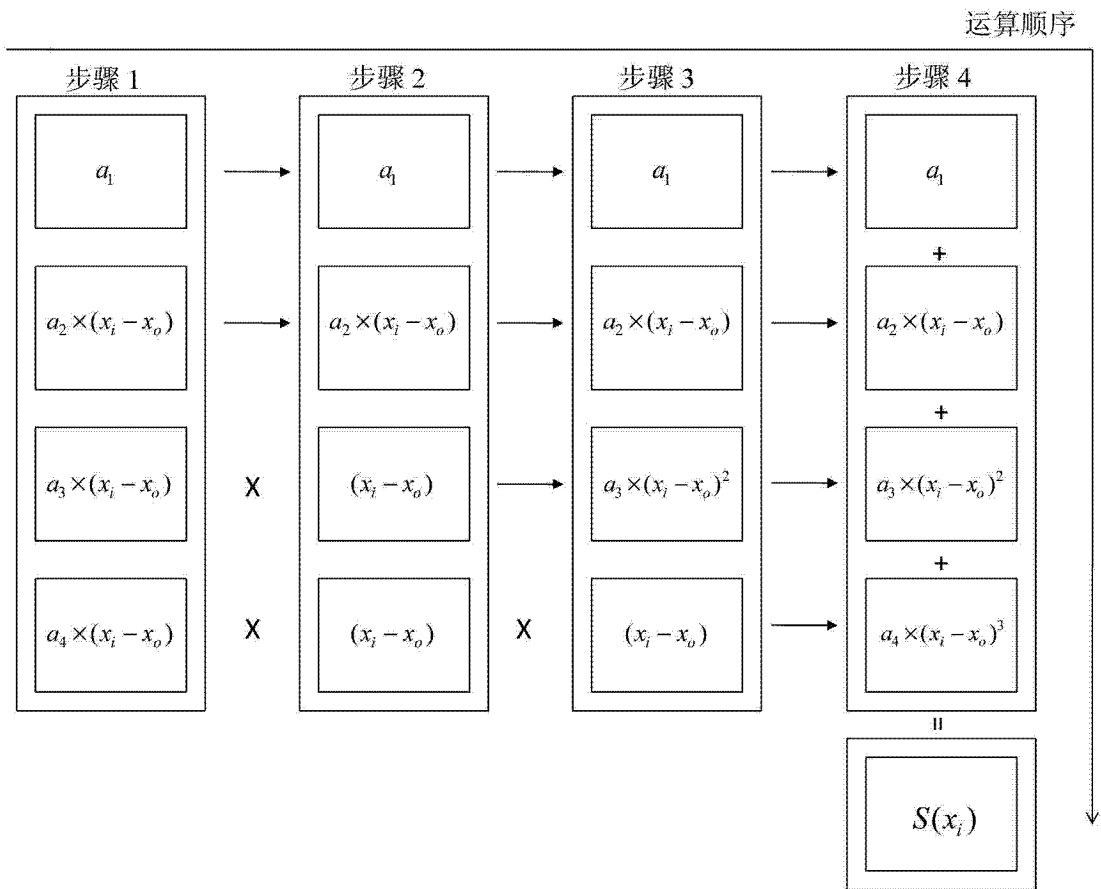 运算顺序
步骤 1 步骤 2 步骤 3 步骤 4
a₁ → a₁ → a₁ → a₁
+
a₂×(xᵢ−xₒ) → a₂×(xᵢ−xₒ) → a₂×(xᵢ−xₒ) → a₂×(xᵢ−xₒ)
+
a₃×(xᵢ−xₒ) X (xᵢ−xₒ) → a₃×(xᵢ−xₒ)² → a₃×(xᵢ−xₒ)²
+
a₄×(xᵢ−xₒ) X (xᵢ−xₒ) X (xᵢ−xₒ) → a₄×(xᵢ−xₒ)³
=
S(xᵢ)